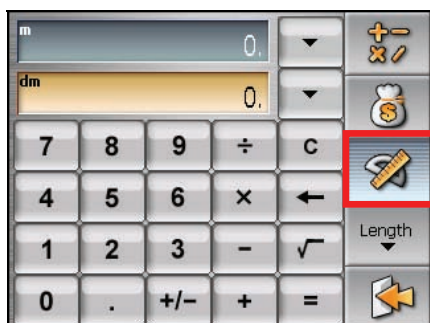 m
0.
dm
0.
7 8 9 ÷ C
4 5 6 × ←
Length
1 2 3 − √
0 . +/− + =